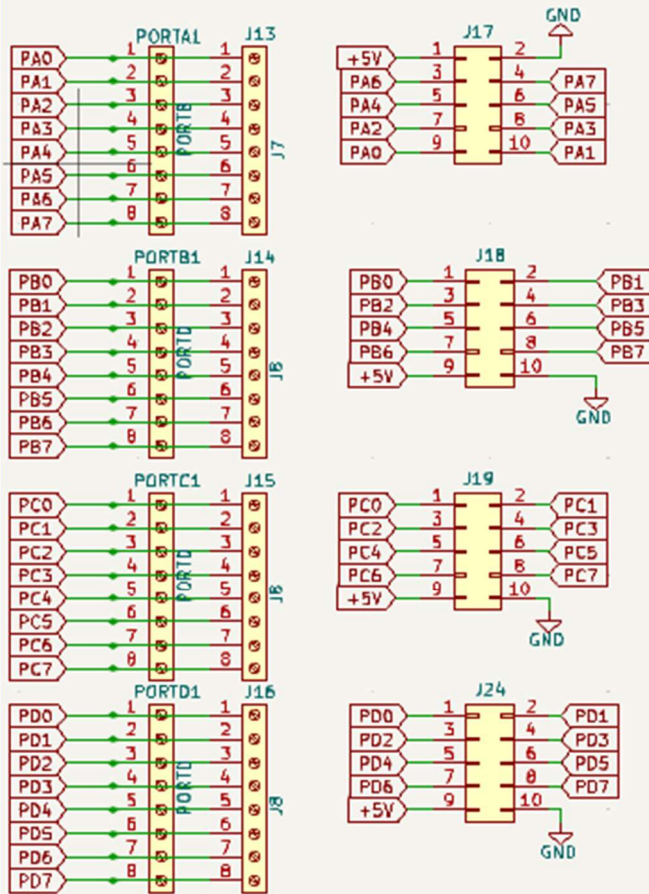 PORTA1 J13
PA0 1 1
PA1 2 2
PA2 3 3
PA3 4 4
PA4 5 5
PA5 6 6
PA6 7 7
PA7 8 8
PORTB
J7
GND
J17
+5V 1 2
PA6 3 4 PA7
PA4 5 6 PA5
PA2 7 8 PA3
PA0 9 10 PA1
PORTB1 J14
PB0 1 1
PB1 2 2
PB2 3 3
PB3 4 4
PB4 5 5
PB5 6 6
PB6 7 7
PB7 8 8
PORTD
J8
J18
PB0 1 2 PB1
PB2 3 4 PB3
PB4 5 6 PB5
PB6 7 8 PB7
+5V 9 10
GND
PORTC1 J15
PC0 1 1
PC1 2 2
PC2 3 3
PC3 4 4
PC4 5 5
PC5 6 6
PC6 7 7
PC7 8 8
PORTD
J8
J19
PC0 1 2 PC1
PC2 3 4 PC3
PC4 5 6 PC5
PC6 7 8 PC7
+5V 9 10
GND
PORTD1 J16
PD0 1 1
PD1 2 2
PD2 3 3
PD3 4 4
PD4 5 5
PD5 6 6
PD6 7 7
PD7 8 8
PORTD
J8
J24
PD0 1 2 PD1
PD2 3 4 PD3
PD4 5 6 PD5
PD6 7 8 PD7
+5V 9 10
GND